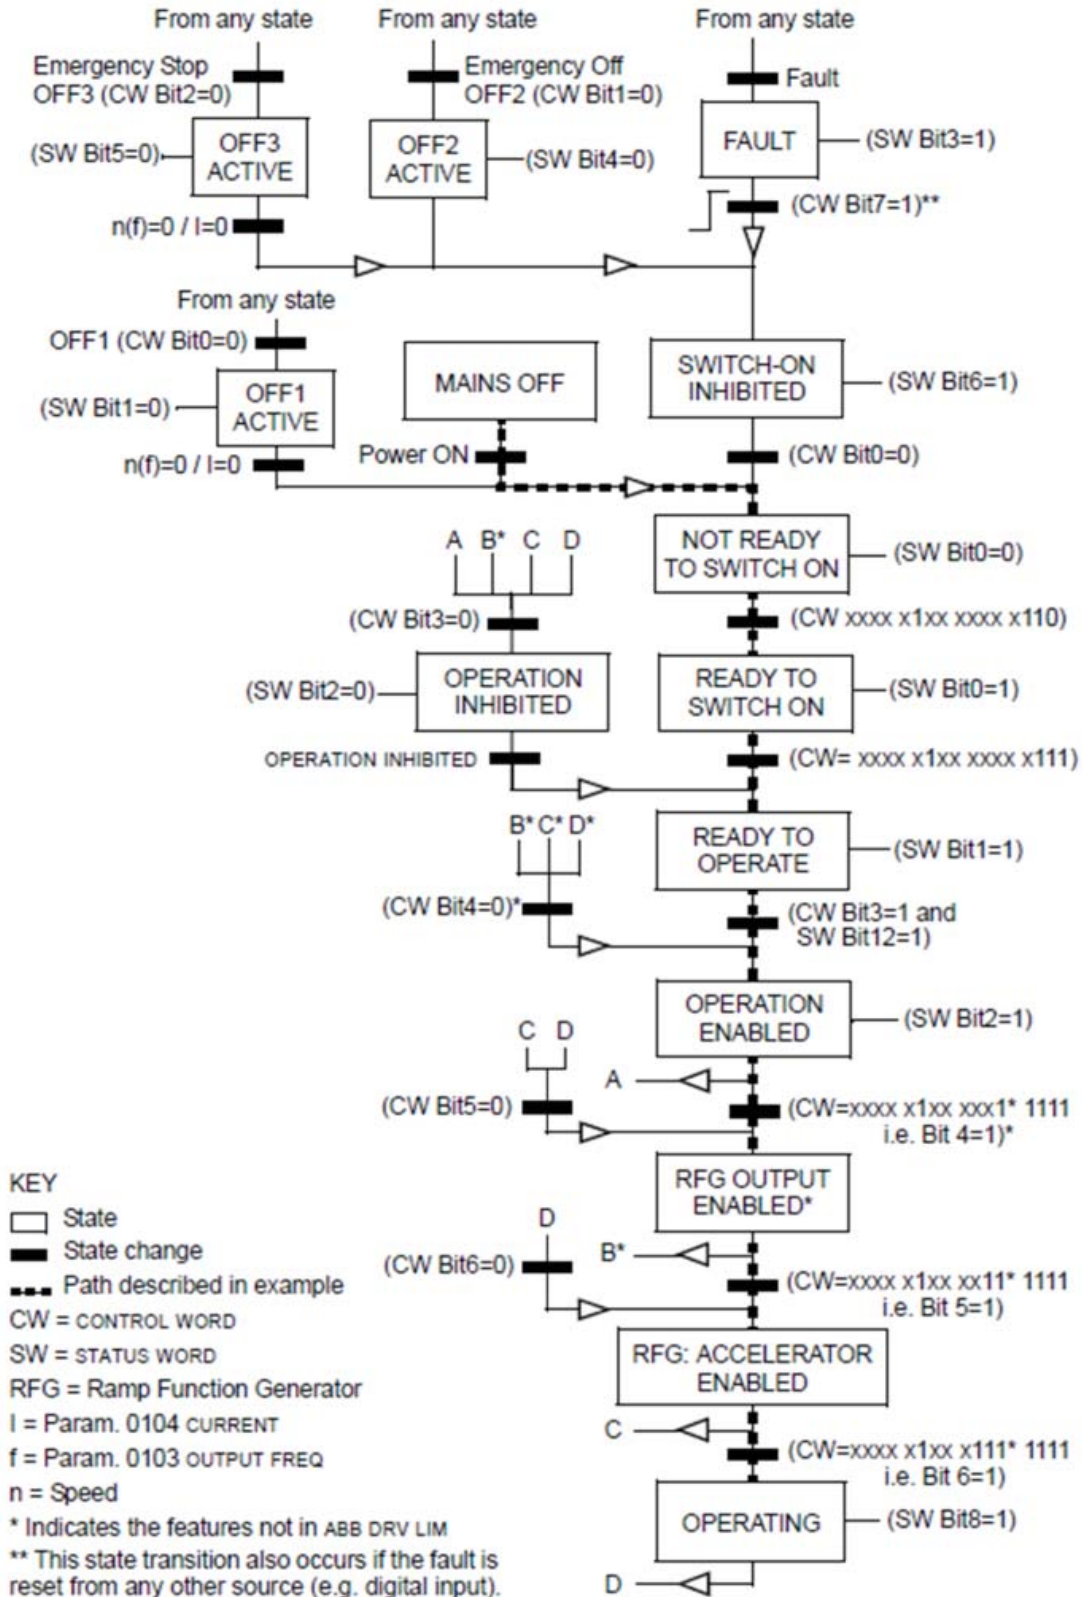 From any state
From any state
From any state
Emergency Stop
OFF3 (CW Bit2=0)
Emergency Off
OFF2 (CW Bit1=0)
Fault
(SW Bit5=0)
OFF3
ACTIVE
OFF2
ACTIVE
(SW Bit4=0)
FAULT
(SW Bit3=1)
n(f)=0 / I=0
(CW Bit7=1)**
From any state
OFF1 (CW Bit0=0)
(SW Bit1=0)
OFF1
ACTIVE
MAINS OFF
SWITCH-ON
INHIBITED
(SW Bit6=1)
n(f)=0 / I=0
Power ON
(CW Bit0=0)
A B* C D
NOT READY
TO SWITCH ON
(SW Bit0=0)
(CW Bit3=0)
(CW xxxx x1xx xxxx x110)
(SW Bit2=0)
OPERATION
INHIBITED
READY TO
SWITCH ON
(SW Bit0=1)
OPERATION INHIBITED
(CW= xxxx x1xx xxxx x111)
B* C* D*
READY TO
OPERATE
(SW Bit1=1)
(CW Bit4=0)*
(CW Bit3=1 and
SW Bit12=1)
OPERATION
ENABLED
(SW Bit2=1)
C D
A
(CW Bit5=0)
(CW=xxxx x1xx xxx1* 1111
i.e. Bit 4=1)*
RFG OUTPUT
ENABLED*
D
B*
(CW Bit6=0)
(CW=xxxx x1xx xx11* 1111
i.e. Bit 5=1)
RFG: ACCELERATOR
ENABLED
C
(CW=xxxx x1xx x111* 1111
i.e. Bit 6=1)
OPERATING
(SW Bit8=1)
D
KEY
State
State change
Path described in example
CW = CONTROL WORD
SW = STATUS WORD
RFG = Ramp Function Generator
I = Param. 0104 CURRENT
f = Param. 0103 OUTPUT FREQ
n = Speed
* Indicates the features not in ABB DRV LIM
** This state transition also occurs if the fault is
reset from any other source (e.g. digital input).